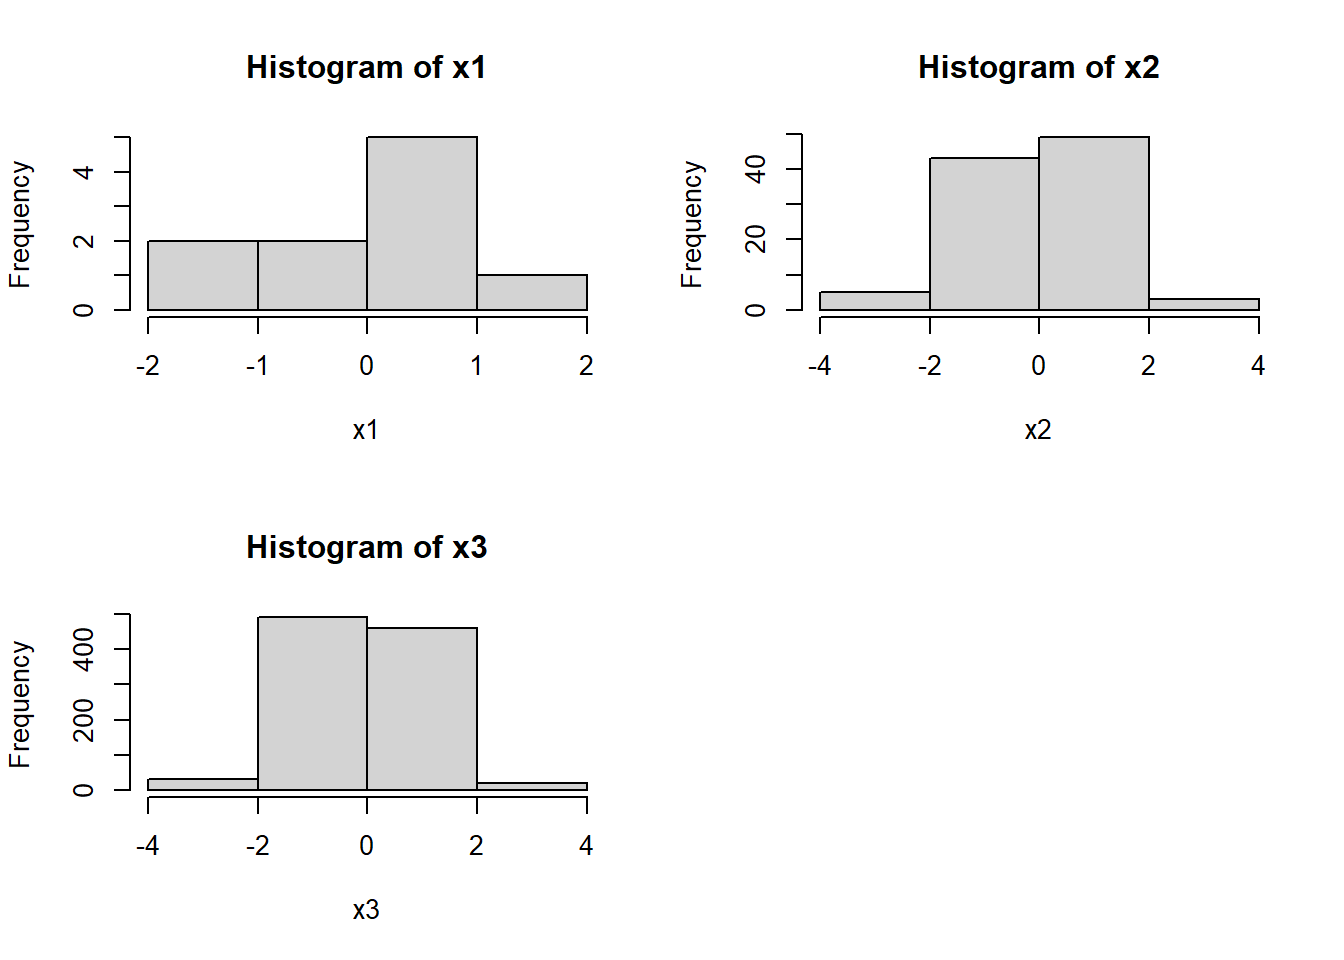 Histogram of x1
Frequency
0 2 4
-2 -1 0 1 2
x1
Histogram of x2
Frequency
0 20 40
-4 -2 0 2 4
x2
Histogram of x3
Frequency
0 200 400
-4 -2 0 2 4
x3